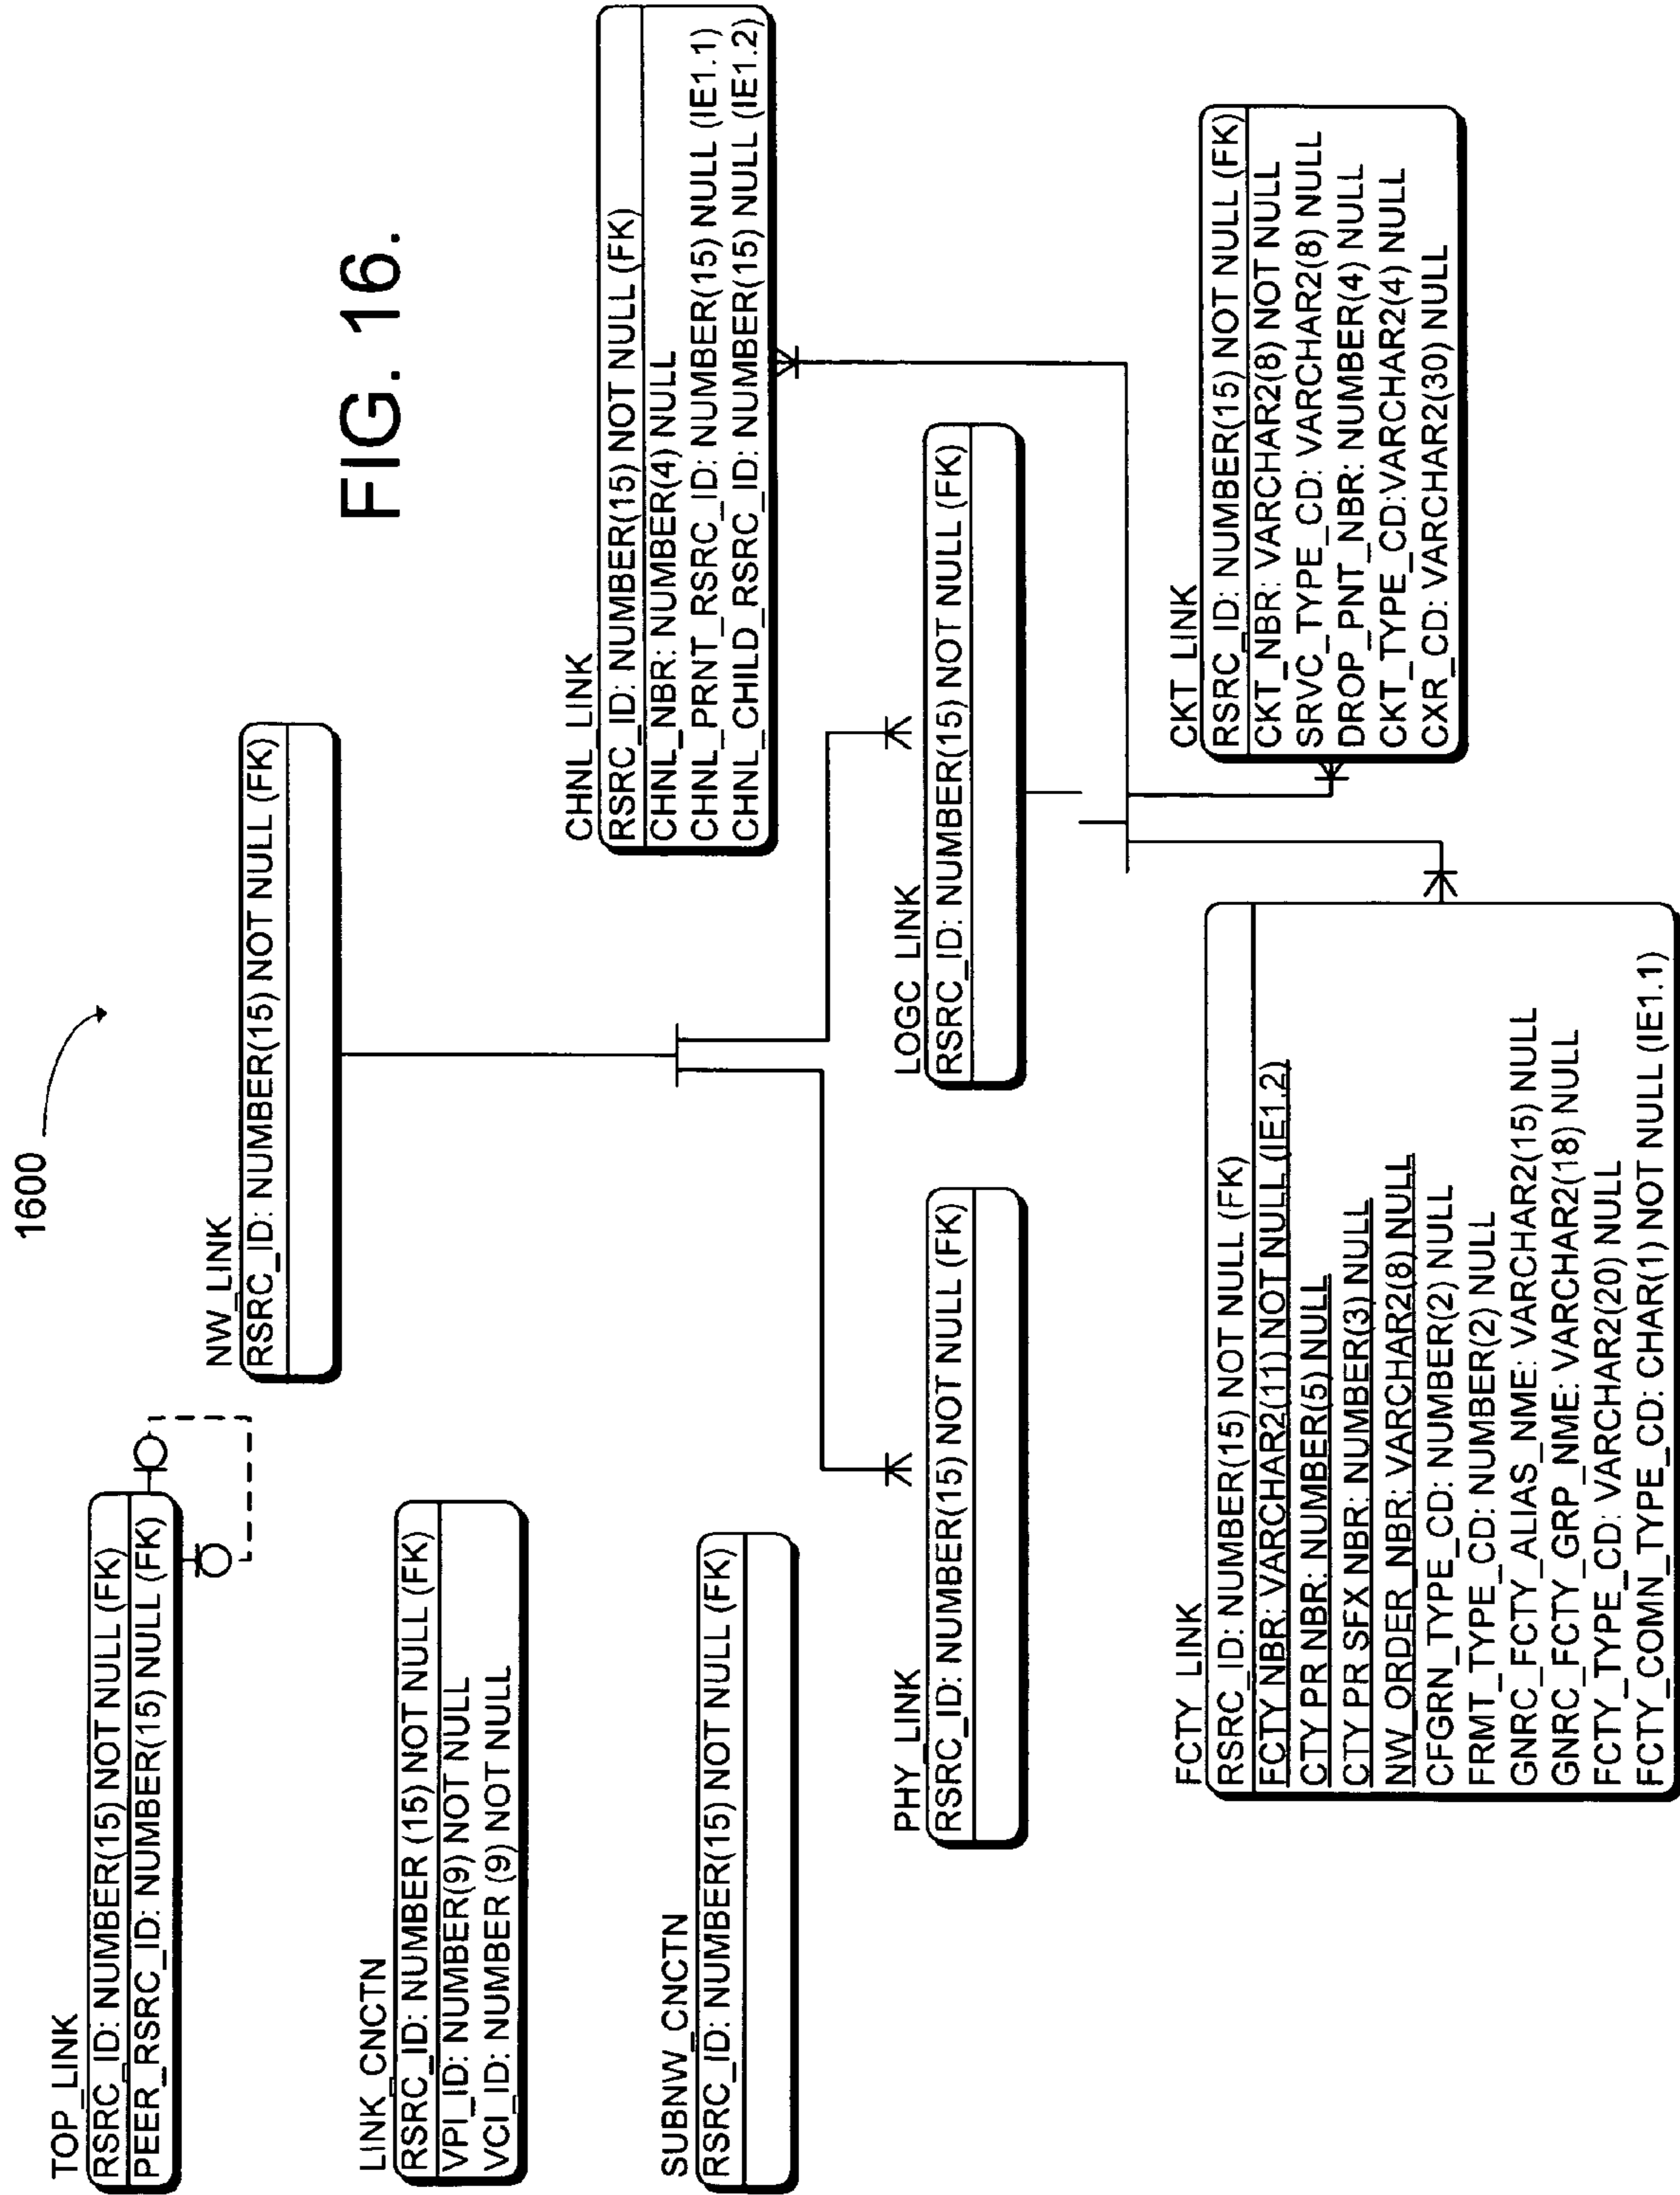 1600
FIG. 16.
TOP_LINK
RSRC_ID: NUMBER(15) NOT NULL (FK)
PEER_RSRC_ID: NUMBER(15) NULL (FK)
LINK_CNCTN
RSRC_ID: NUMBER (15) NOT NULL (FK)
VPI_ID: NUMBER(9) NOT NULL
VCI_ID: NUMBER (9) NOT NULL
SUBNW_CNCTN
RSRC_ID: NUMBER(15) NOT NULL (FK)
NW_LINK
RSRC_ID: NUMBER(15) NOT NULL (FK)
PHY_LINK
RSRC_ID: NUMBER(15) NOT NULL (FK)
LOGC_LINK
RSRC_ID: NUMBER(15) NOT NULL (FK)
CHNL_LINK
RSRC_ID: NUMBER(15) NOT NULL (FK)
CHNL_NBR: NUMBER(4) NULL
CHNL_PRNT_RSRC_ID: NUMBER(15) NULL (IE1.1)
CHNL_CHILD_RSRC_ID: NUMBER(15) NULL (IE1.2)
FCTY_LINK
RSRC_ID: NUMBER(15) NOT NULL (FK)
FCTY NBR: VARCHAR2(11) NOT NULL (IE1.2)
CTY PR NBR: NUMBER(5) NULL
CTY PR SFX NBR: NUMBER(3) NULL
NW_ORDER_NBR: VARCHAR2(8) NULL
CFGRN_TYPE_CD: NUMBER(2) NULL
FRMT_TYPE_CD: NUMBER(2) NULL
GNRC_FCTY_ALIAS_NME: VARCHAR2(15) NULL
GNRC_FCTY_GRP_NME: VARCHAR2(18) NULL
FCTY_TYPE_CD: VARCHAR2(20) NULL
FCTY_COMN_TYPE_CD: CHAR(1) NOT NULL (IE1.1)
CKT_LINK
RSRC_ID: NUMBER(15) NOT NULL (FK)
CKT_NBR: VARCHAR2(8) NOT NULL
SRVC_TYPE_CD: VARCHAR2(8) NULL
DROP_PNT_NBR: NUMBER(4) NULL
CKT_TYPE_CD:VARCHAR2(4) NULL
CXR_CD: VARCHAR2(30) NULL